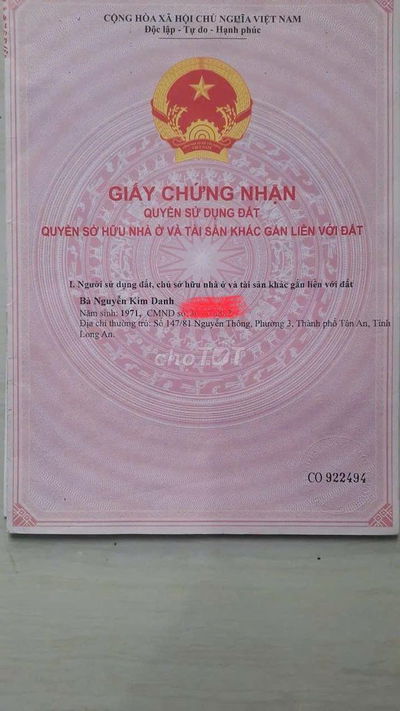 CỘNG HÒA XÃ HỘI CHỦ NGHĨA VIỆT NAM
Độc lập - Tự do - Hạnh phúc
VIỆT NAM
GIẤY CHỨNG NHẬN
QUYỀN SỬ DỤNG ĐẤT
QUYỀN SỞ HỮU NHÀ Ở VÀ TÀI SẢN KHÁC GẮN LIỀN VỚI ĐẤT
I. Người sử dụng đất, chủ sở hữu nhà ở và tài sản khác gắn liền với đất
Bà Nguyễn Kim Danh
Năm sinh: 1971, CMND số:
Địa chỉ thường trú: Số 147/81 Nguyễn Thông, Phường 3, Thành phố Tân An, Tỉnh
Long An.
chợTỐT
CO 922494